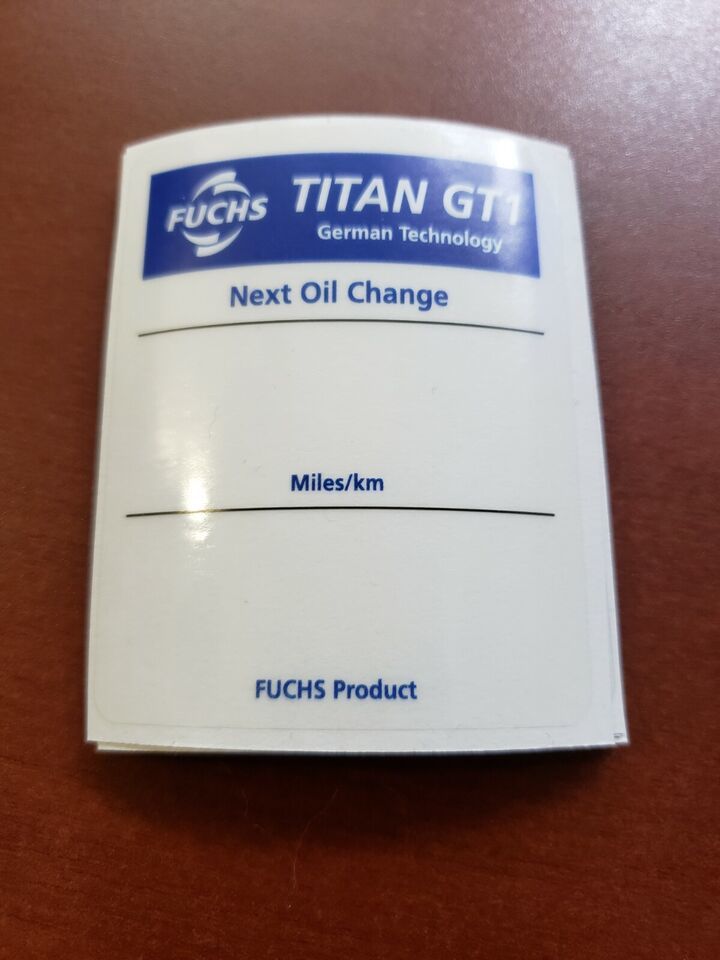 FUCHS
TITAN GT1
German Technology
Next Oil Change
Miles/km
FUCHS Product